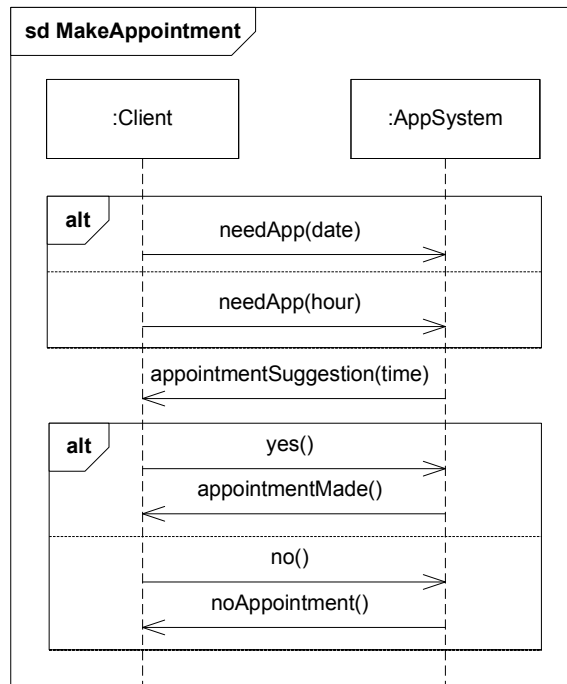 sd MakeAppointment
:Client
:AppSystem
alt
needApp(date)
needApp(hour)
appointmentSuggestion(time)
alt
yes()
appointmentMade()
no()
noAppointment()